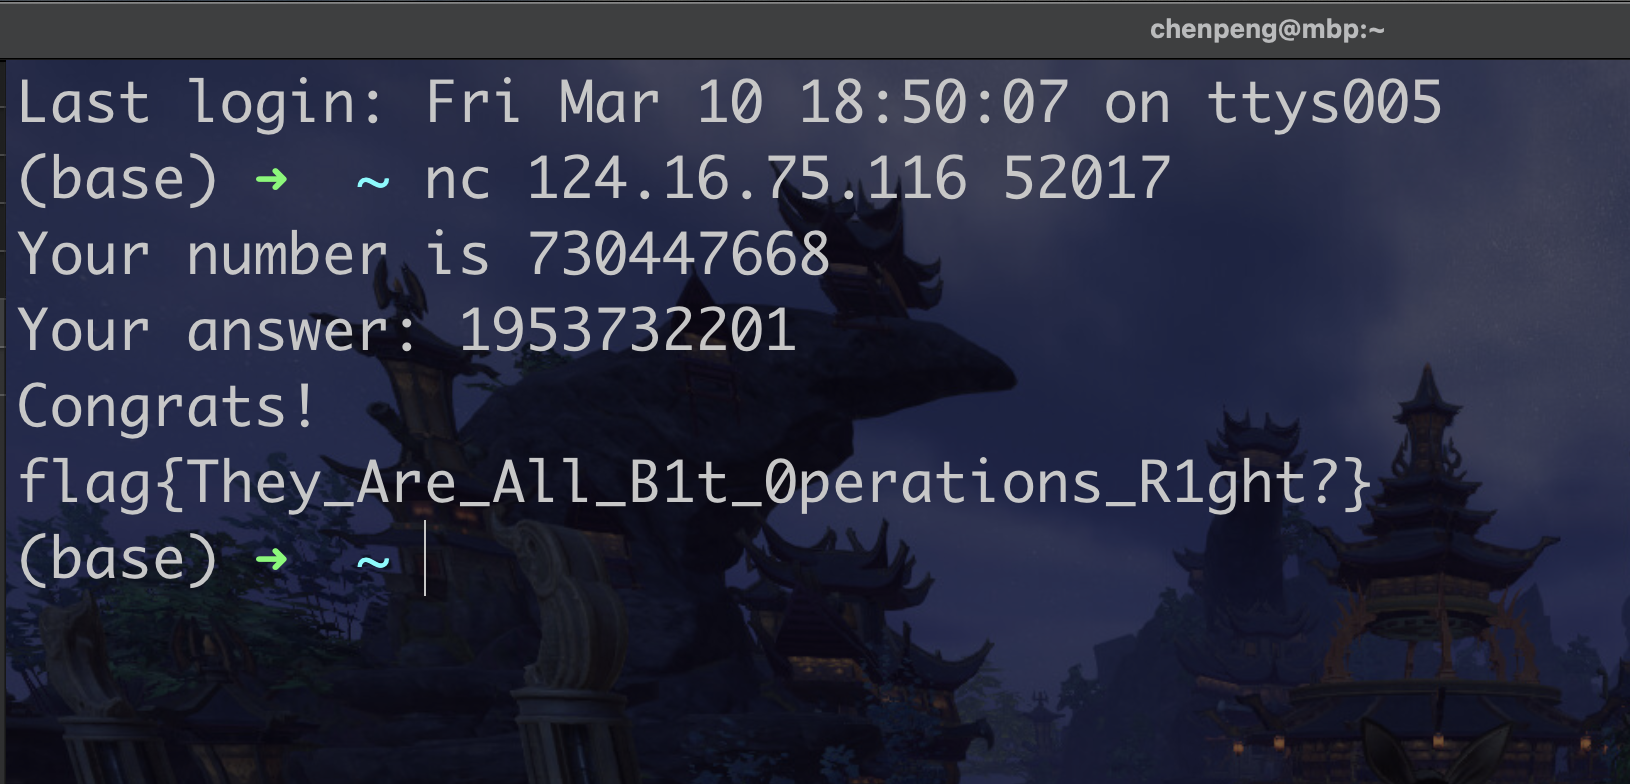 chenpeng@mbp:~
Last login: Fri Mar 10 18:50:07 on ttys005
(base) ➜  ~ nc 124.16.75.116 52017
Your number is 730447668
Your answer: 1953732201
Congrats!
flag{They_Are_All_B1t_0perations_R1ght?}
(base) ➜  ~